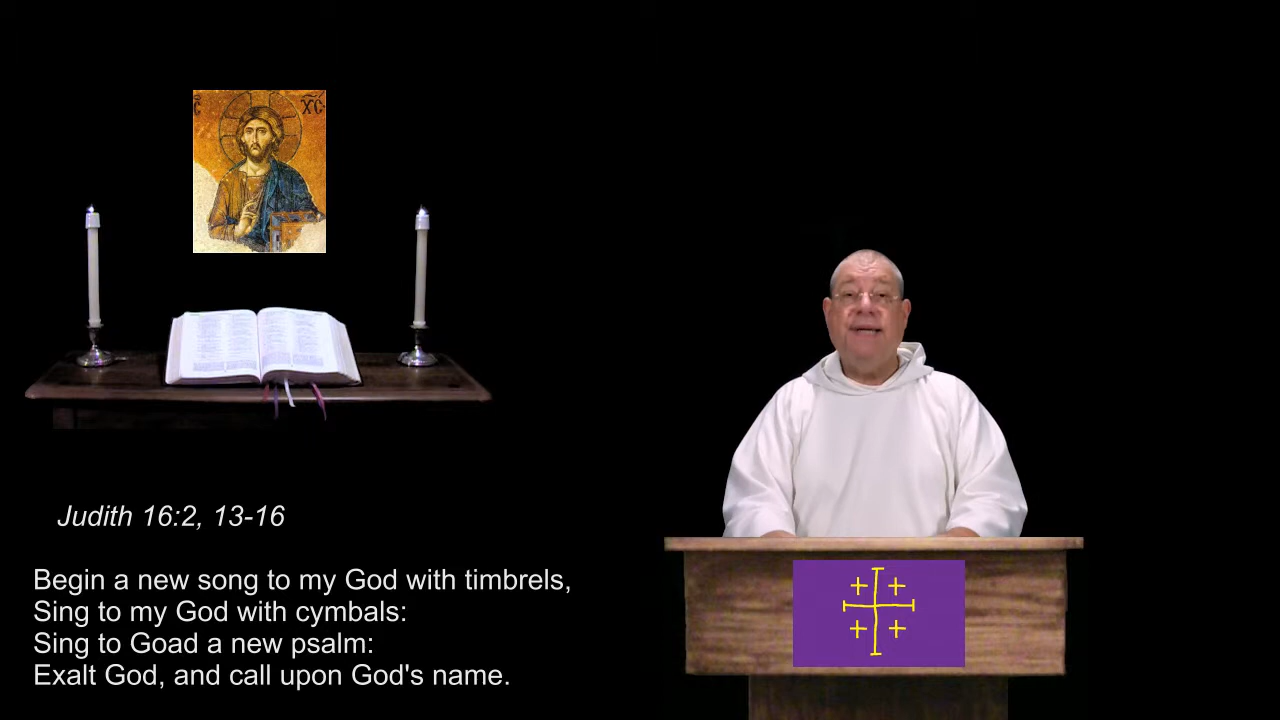 XC
Judith 16:2, 13-16
Begin a new song to my God with timbrels,
Sing to my God with cymbals:
Sing to Goad a new psalm:
Exalt God, and call upon God's name.